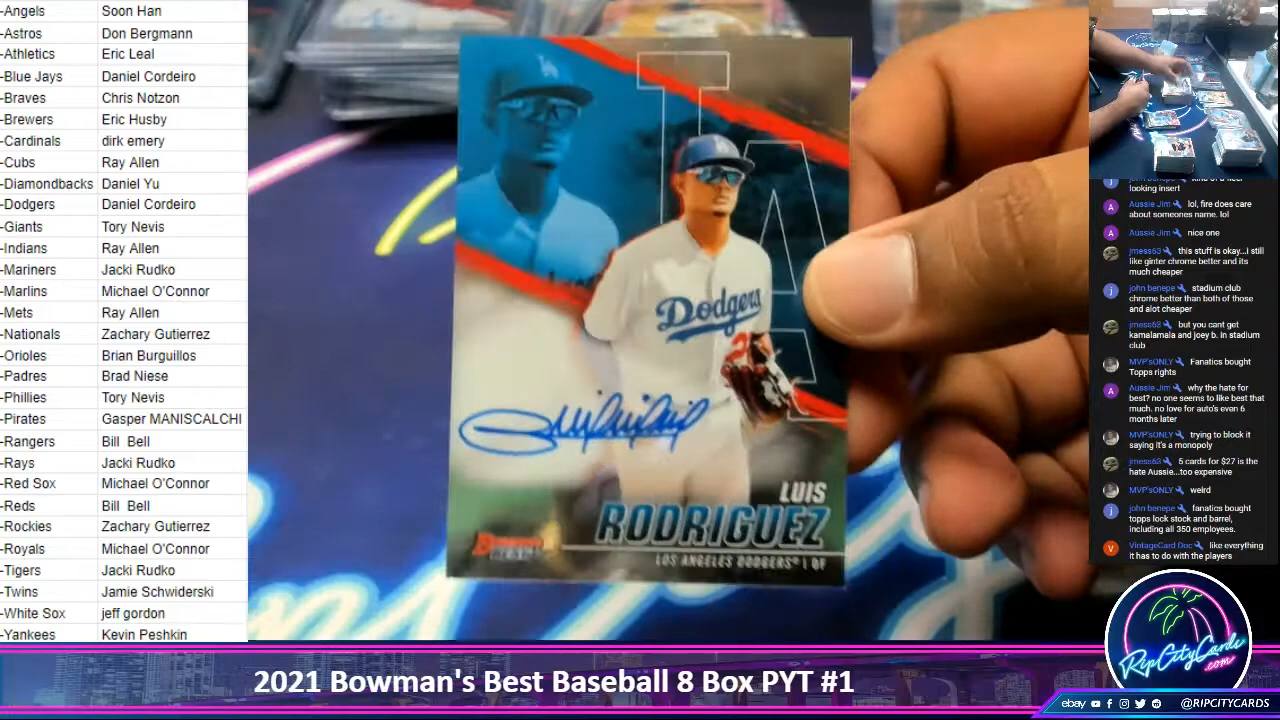 -Angels Soon Han
-Astros Don Bergmann
-Athletics Eric Leal
-Blue Jays Daniel Cordeiro
-Braves Chris Notzon
-Brewers Eric Husby
-Cardinals dirk emery
-Cubs Ray Allen
-Diamondbacks Daniel Yu
-Dodgers Daniel Cordeiro
-Giants Tory Nevis
-Indians Ray Allen
-Mariners Jacki Rudko
-Marlins Michael O'Connor
-Mets Ray Allen
-Nationals Zachary Gutierrez
-Orioles Brian Burguillos
-Padres Brad Niese
-Phillies Tory Nevis
-Pirates Gasper MANISCALCHI
-Rangers Bill Bell
-Rays Jacki Rudko
-Red Sox Michael O'Connor
-Reds Bill Bell
-Rockies Zachary Gutierrez
-Royals Michael O'Connor
-Tigers Jacki Rudko
-Twins Jamie Schwiderski
-White Sox jeff gordon
-Yankees Kevin Peshkin
LA
Dodgers
LUIS
RODRIGUEZ
LOS ANGELES DODGERS® | OF
looking insert
A Aussie Jim lol, fire does care
about someones name. lol
A Aussie Jim nice one
jmess63 this stuff is okay...I still
like ginter chrome better and its
much cheaper
j john benepe stadium club
chrome better than both of those
and alot cheaper
jmess63 but you cant get
kamalamala and joey b. in stadium
club
MVP'sONLY Fanatics bought
Topps rights
A Aussie Jim why the hate for
best? no one seems to like best that
much. no love for auto's even 6
months later
MVP'sONLY trying to block it
saying it's a monopoly
jmess63 5 cards for $27 is the
hate Aussie...too expensive
MVP'sONLY weird
j john benepe fanatics bought
topps lock stock and barrel,
including all 350 employees.
V VintageCard Doc like everything
it has to do with the players
RipCityCards
.com
2021 Bowman's Best Baseball 8 Box PYT #1
ebay @RIPCITYCARDS